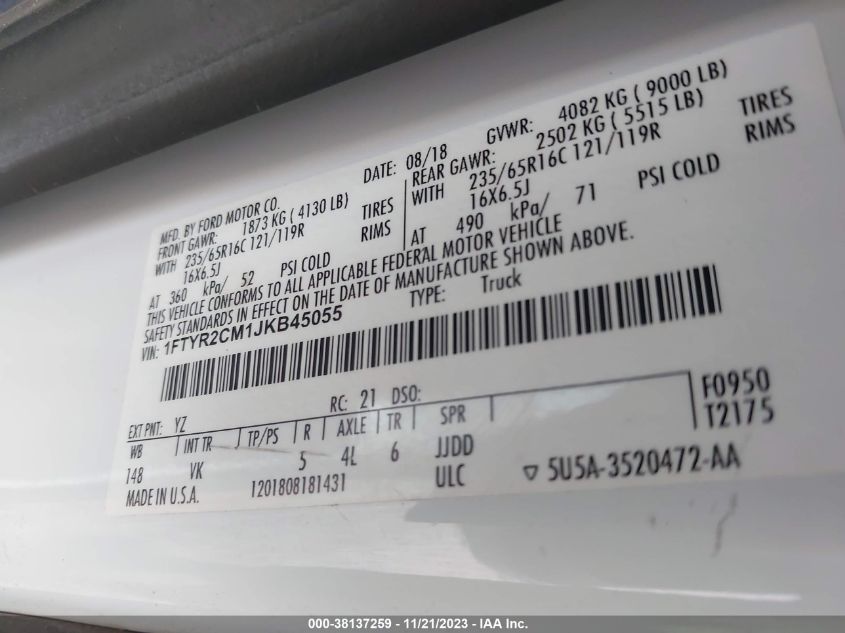 MFD. BY FORD MOTOR CO.
DATE: 08/18
GVWR: 4082 KG ( 9000 LB)
FRONT GAWR: 1873 KG ( 4130 LB)
REAR GAWR: 2502 KG ( 5515 LB)
WITH 235/65R16C 121/119R TIRES
WITH 235/65R16C 121/119R TIRES
16X6.5J RIMS
16X6.5J RIMS
AT 360 kPa/ 52 PSI COLD
AT 490 kPa/ 71 PSI COLD
THIS VEHICLE CONFORMS TO ALL APPLICABLE FEDERAL MOTOR VEHICLE
SAFETY STANDARDS IN EFFECT ON THE DATE OF MANUFACTURE SHOWN ABOVE.
VIN: 1FTYR2CM1JKB45055
TYPE: Truck
EXT PNT: YZ RC: 21 DSO:
F0950
WB INT TR TP/PS R AXLE TR SPR
T2175
148 VK 5 4L 6 JJDD
MADE IN U.S.A. 1201808181431 ULC ▽ 5U5A-3520472-AA
000-38137259 - 11/21/2023 - IAA Inc.